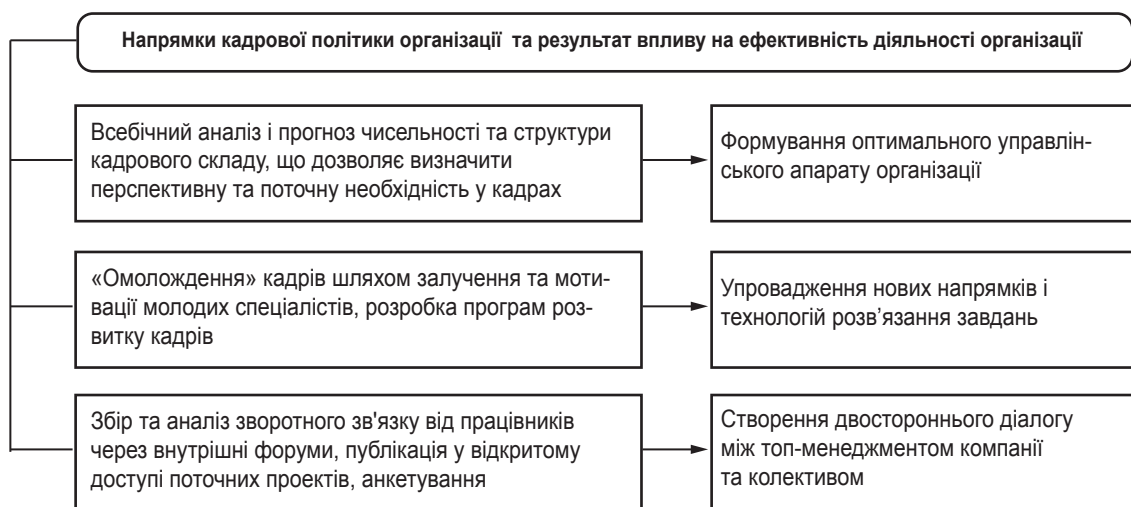 Напрямки кадрової політики організації та результат впливу на ефективність діяльності організації
Всебічний аналіз і прогноз чисельності та структури
кадрового складу, що дозволяє визначити
перспективну та поточну необхідність у кадрах
Формування оптимального управлін-
ського апарату організації
«Омолождення» кадрів шляхом залучення та моти-
вації молодих спеціалістів, розробка програм роз-
витку кадрів
Упровадження нових напрямків і
технологій розв'язання завдань
Збір та аналіз зворотного зв'язку від працівників
через внутрішні форуми, публікація у відкритому
доступі поточних проектів, анкетування
Створення двостороннього діалогу
між топ-менеджментом компанії
та колективом